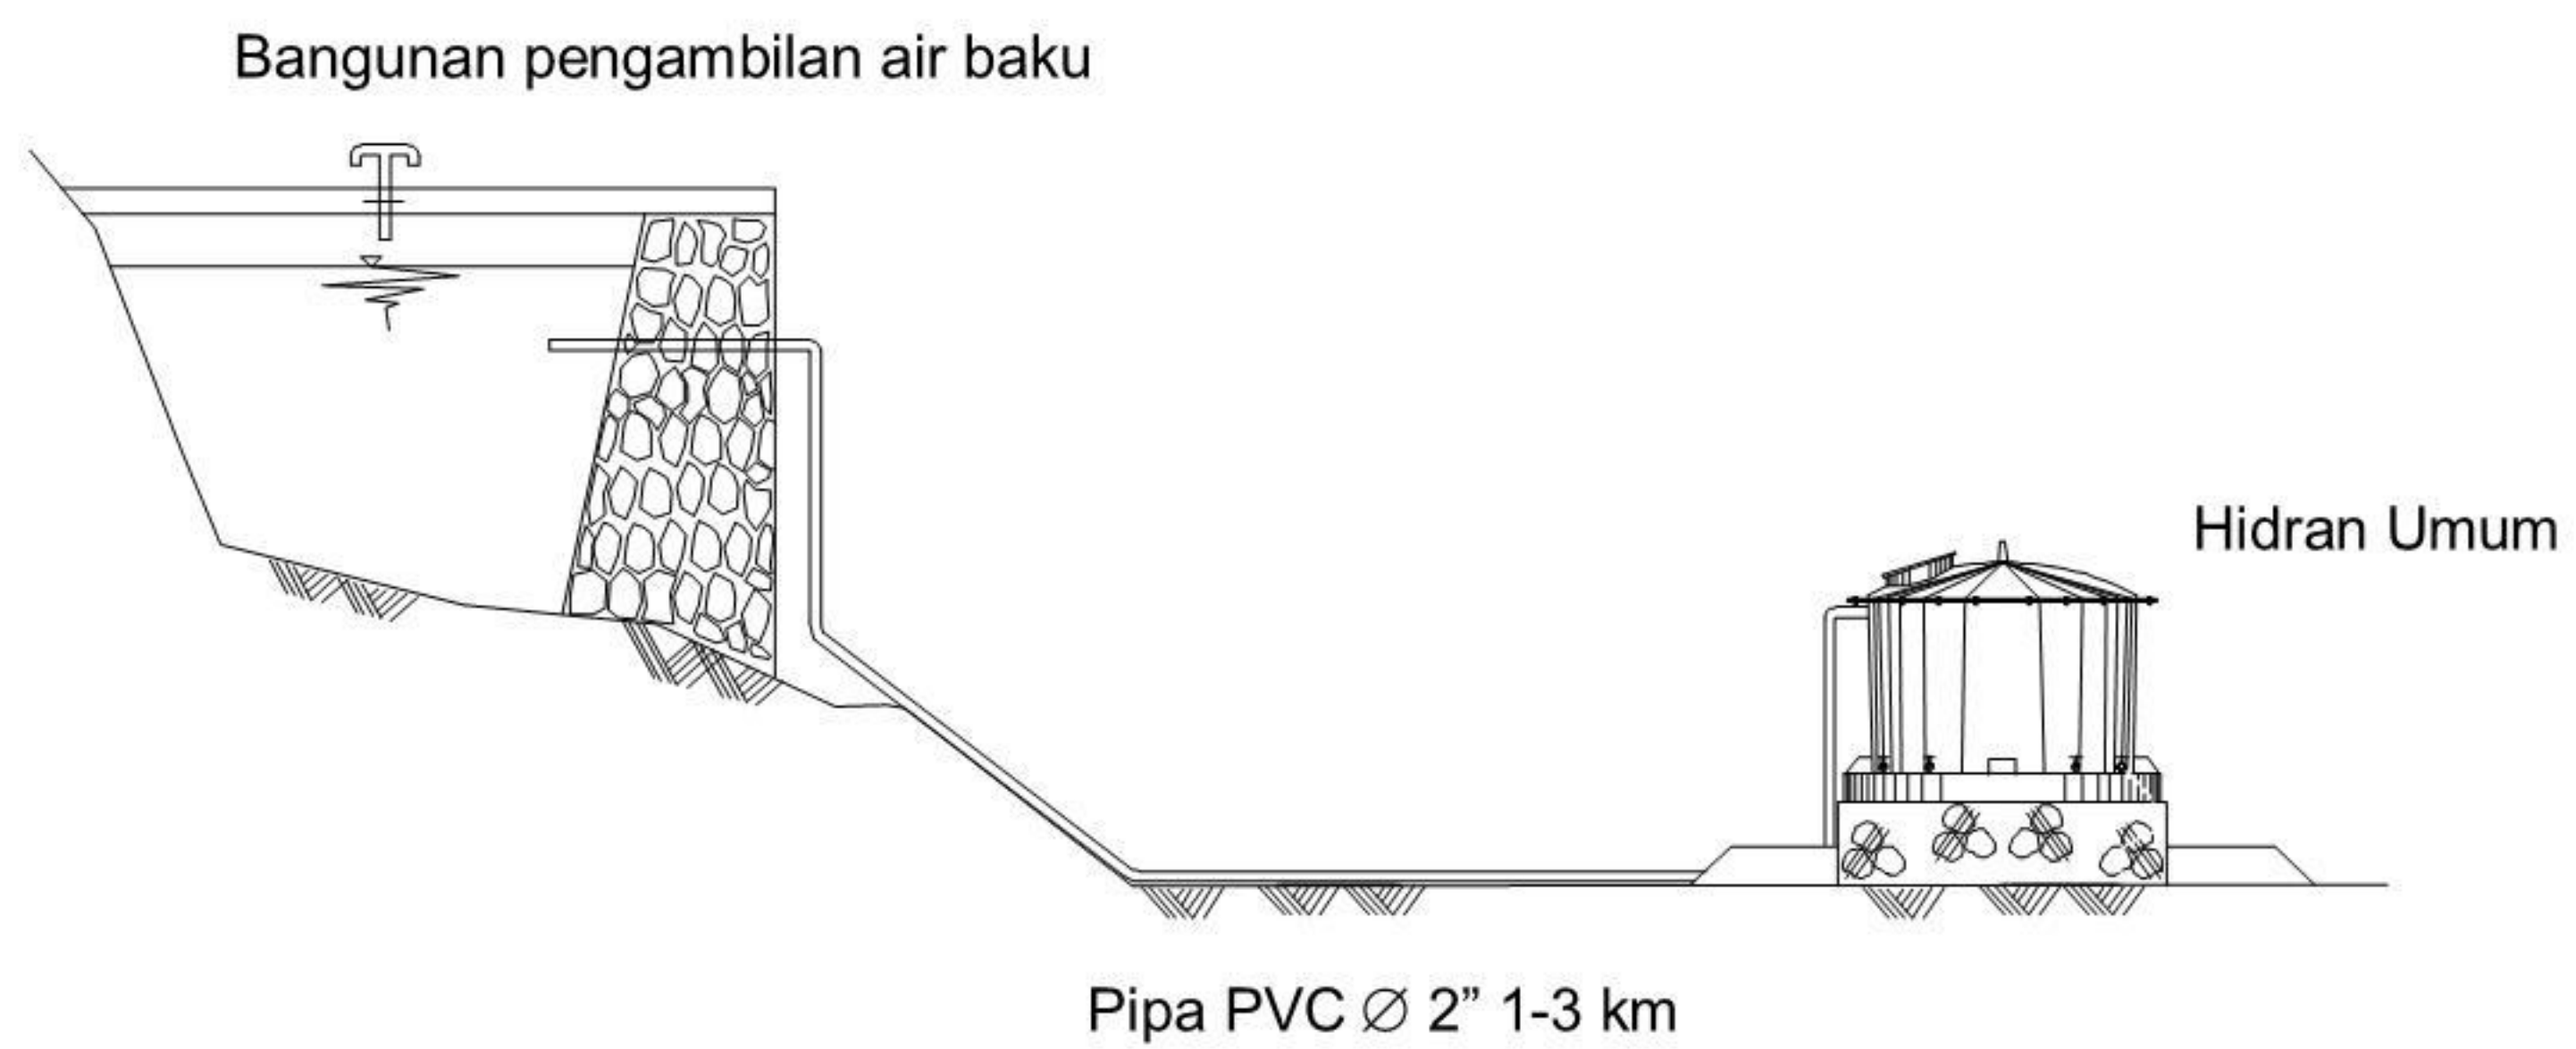 Bangunan pengambilan air baku
Hidran Umum
Pipa PVC ∅ 2” 1-3 km